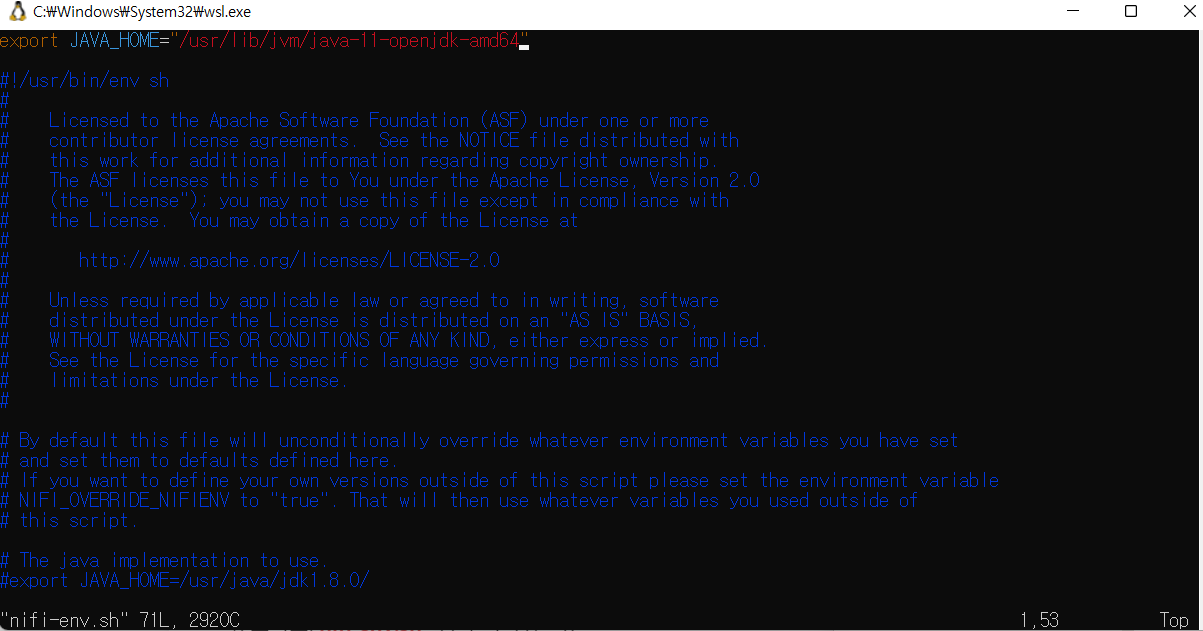 C:₩Windows₩System32₩wsl.exe
export JAVA_HOME="/usr/lib/jvm/java-11-openjdk-amd64"
#!/usr/bin/env sh
#
#    Licensed to the Apache Software Foundation (ASF) under one or more
#    contributor license agreements.  See the NOTICE file distributed with
#    this work for additional information regarding copyright ownership.
#    The ASF licenses this file to You under the Apache License, Version 2.0
#    (the "License"); you may not use this file except in compliance with
#    the License.  You may obtain a copy of the License at
#
#       http://www.apache.org/licenses/LICENSE-2.0
#
#    Unless required by applicable law or agreed to in writing, software
#    distributed under the License is distributed on an "AS IS" BASIS,
#    WITHOUT WARRANTIES OR CONDITIONS OF ANY KIND, either express or implied.
#    See the License for the specific language governing permissions and
#    limitations under the License.
#
# By default this file will unconditionally override whatever environment variables you have set
# and set them to defaults defined here.
# If you want to define your own versions outside of this script please set the environment variable
# NIFI_OVERRIDE_NIFIENV to "true". That will then use whatever variables you used outside of
# this script.
# The java implementation to use.
#export JAVA_HOME=/usr/java/jdk1.8.0/
"nifi-env.sh" 71L, 2920C 1,53 Top